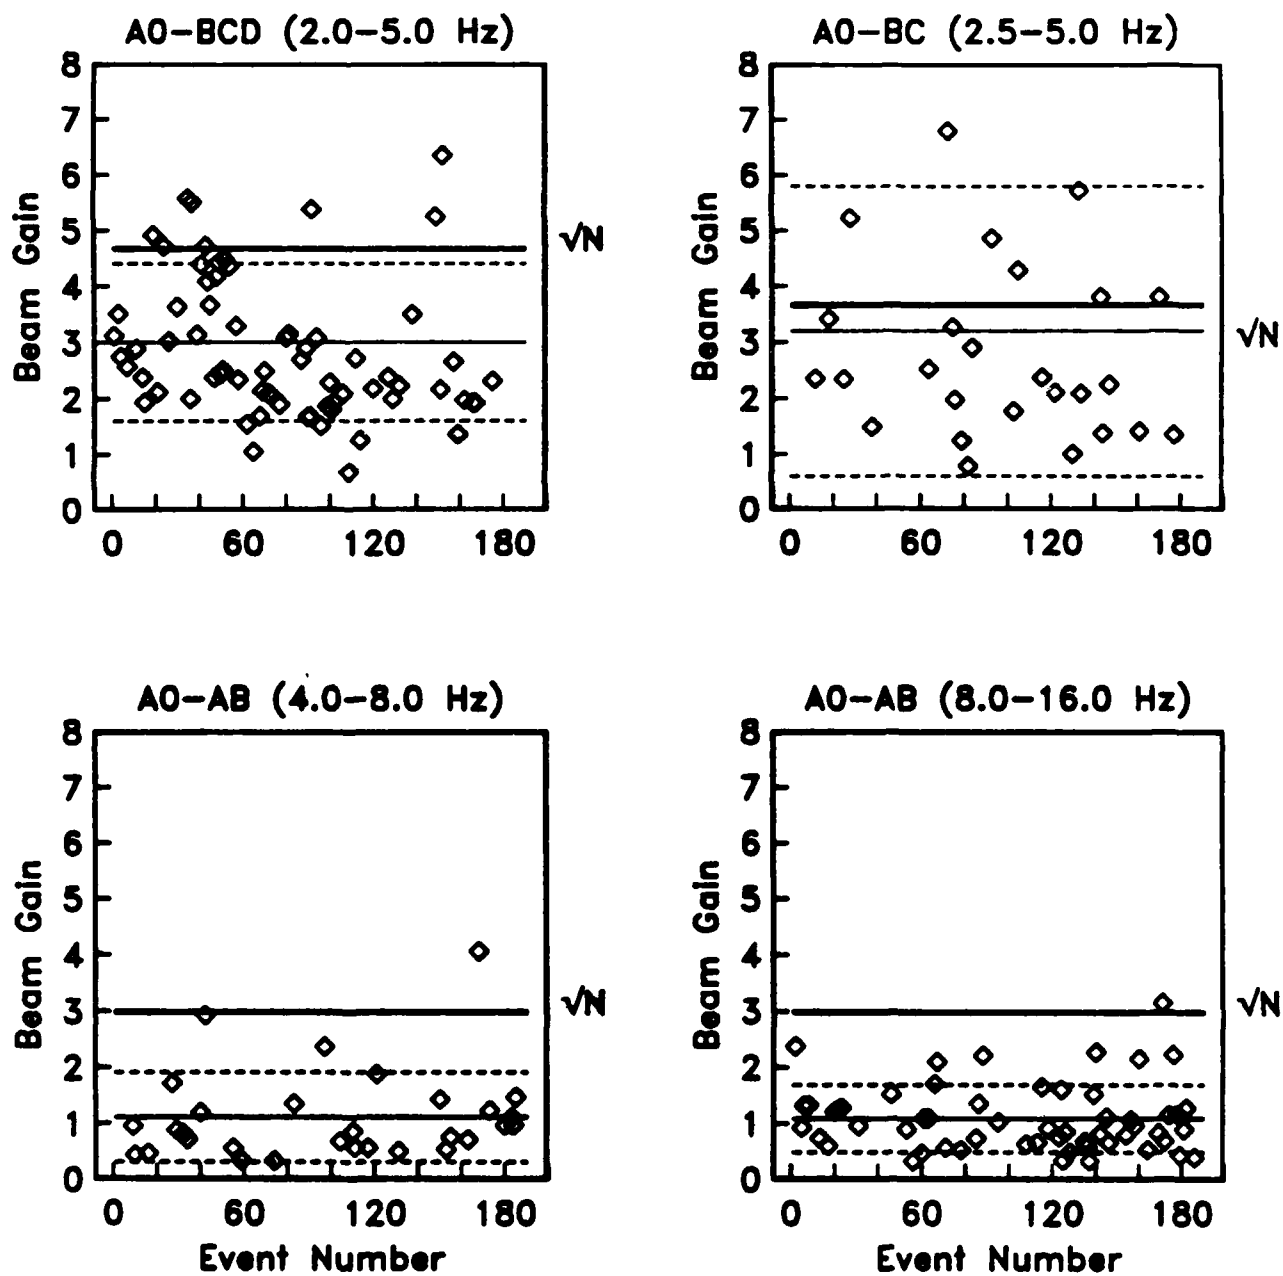 A0-BCD (2.0-5.0 Hz)
8
7
6
5
4
3
2
1
0
Beam Gain
√N
0 60 120 180
A0-BC (2.5-5.0 Hz)
8
7
6
5
4
3
2
1
0
Beam Gain
√N
0 60 120 180
A0-AB (4.0-8.0 Hz)
8
7
6
5
4
3
2
1
0
Beam Gain
√N
0 60 120 180
Event Number
A0-AB (8.0-16.0 Hz)
8
7
6
5
4
3
2
1
0
Beam Gain
√N
0 60 120 180
Event Number